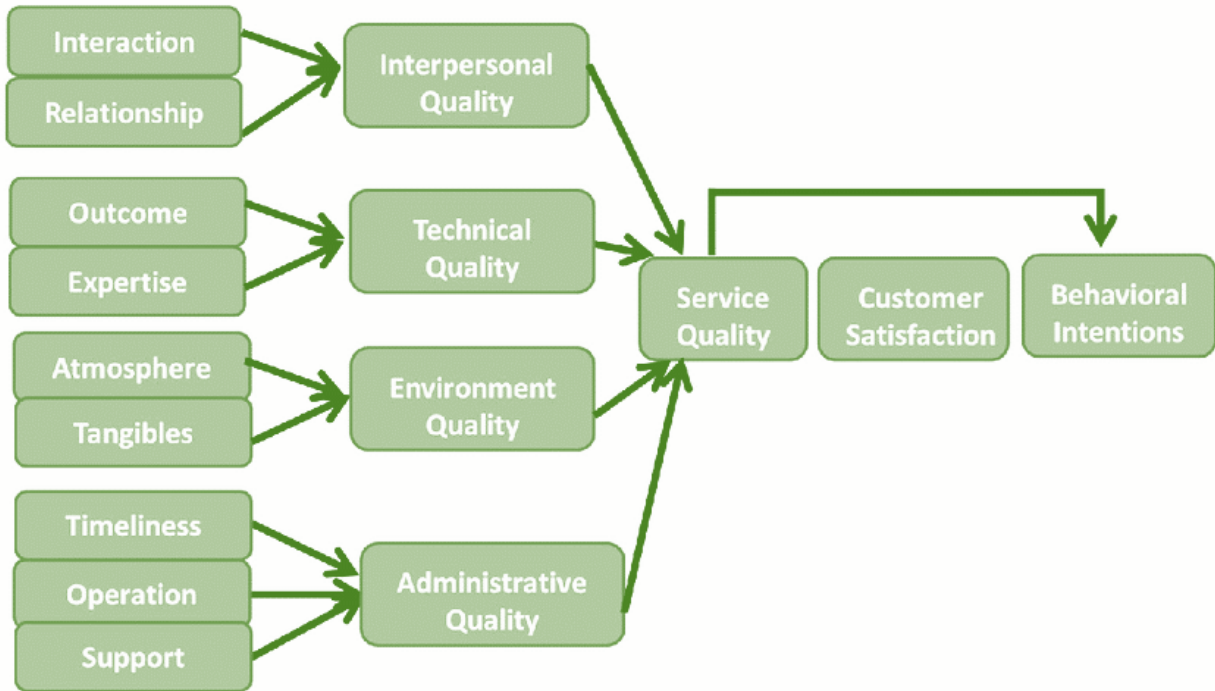 Interaction
Relationship
Interpersonal
Quality
Outcome
Expertise
Technical
Quality
Atmosphere
Tangibles
Environment
Quality
Timeliness
Operation
Support
Administrative
Quality
Service
Quality
Customer
Satisfaction
Behavioral
Intentions